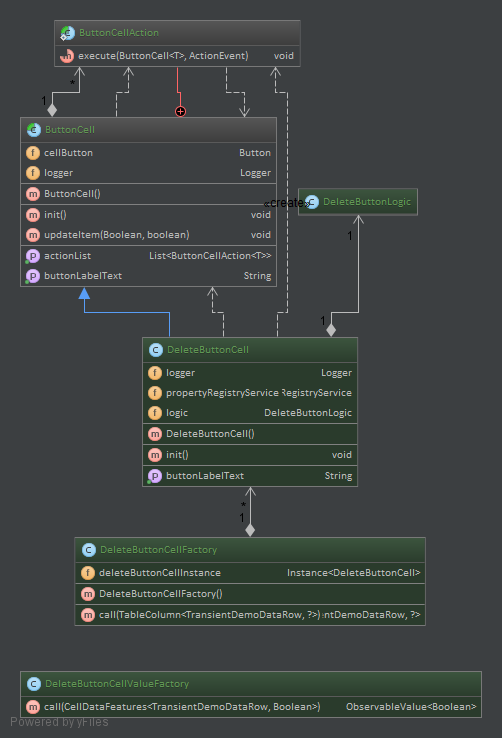 ButtonCellAction
execute(ButtonCell<T>, ActionEvent) void
*
1
ButtonCell
cellButton Button
logger Logger
ButtonCell()
init() void
updateItem(Boolean, boolean) void
actionList List<ButtonCellAction<T>>
buttonLabelText String
«create»
DeleteButtonLogic
1
1
DeleteButtonCell
logger Logger
propertyRegistryService RegistryService
logic DeleteButtonLogic
DeleteButtonCell()
init() void
buttonLabelText String
*
1
DeleteButtonCellFactory
deleteButtonCellInstance Instance<DeleteButtonCell>
DeleteButtonCellFactory()
call(TableColumn<TransientDemoDataRow, ?>) ntDemoDataRow, ?>
DeleteButtonCellValueFactory
call(CellDataFeatures<TransientDemoDataRow, Boolean>) ObservableValue<Boolean>
Powered by yFiles